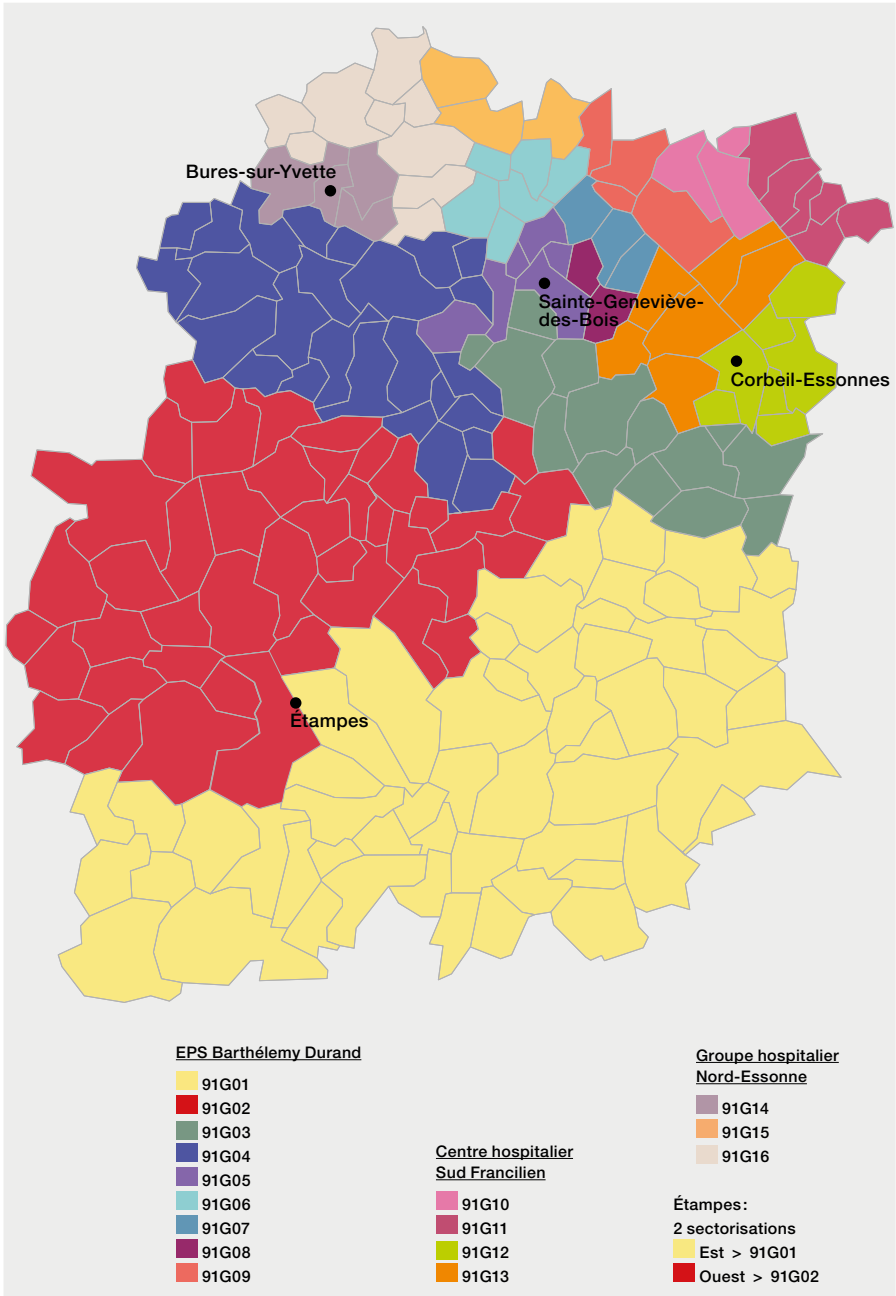 Bures-sur-Yvette
Sainte-Geneviève-
des-Bois
Corbeil-Essonnes
Étampes
EPS Barthélemy Durand
91G01
91G02
91G03
91G04
91G05
91G06
91G07
91G08
91G09
Centre hospitalier
Sud Francilien
91G10
91G11
91G12
91G13
Groupe hospitalier
Nord-Essonne
91G14
91G15
91G16
Étampes:
2 sectorisations
Est > 91G01
Ouest > 91G02